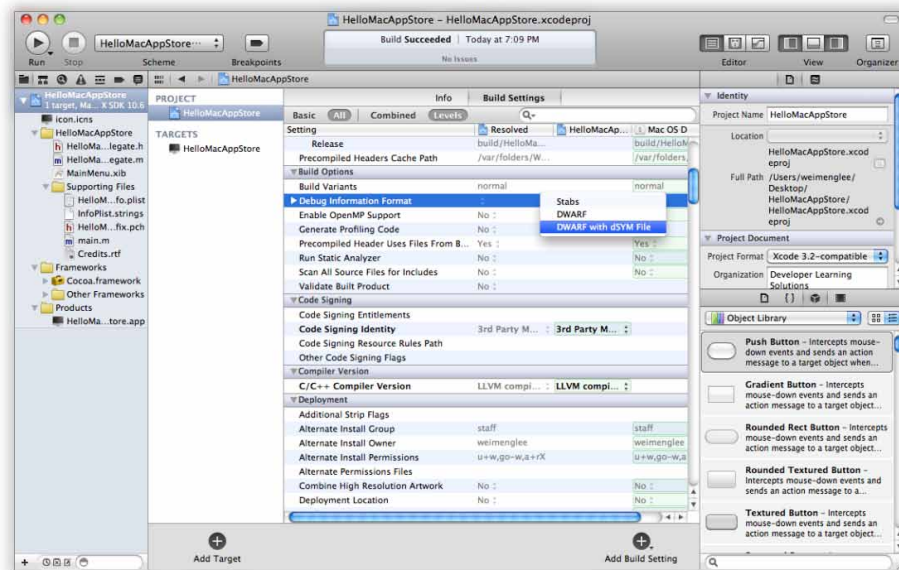 HelloMacAppStore – HelloMacAppStore.xcodeproj
HelloMacAppStore...
Build Succeeded | Today at 7:09 PM
No Issues
Run Stop Scheme Breakpoints Editor View Organizer
HelloMacAppStore
HelloMacAppStore
1 target, Ma... X SDK 10.6
icon.icns
HelloMacAppStore
HelloMa...legate.h
HelloMa...egate.m
MainMenu.xib
Supporting Files
HelloM...fo.plist
InfoPlist.strings
HelloM...fix.pch
main.m
Credits.rtf
Frameworks
Cocoa.framework
Other Frameworks
Products
HelloMa...tore.app
PROJECT
HelloMacAppStore
TARGETS
HelloMacAppStore
Add Target
Info Build Settings
Basic All Combined Levels
Setting Resolved HelloMacAp... Mac OS D
Release build/HelloMa... build/HelloM
Precompiled Headers Cache Path /var/folders/W... /var/folders,
Build Options
Build Variants normal normal
Debug Information Format
Stabs
DWARF
DWARF with dSYM File
Enable OpenMP Support No
Generate Profiling Code No
Precompiled Header Uses Files From B... Yes Yes
Run Static Analyzer No No
Scan All Source Files for Includes No No
Validate Built Product No
Code Signing
Code Signing Entitlements
Code Signing Identity 3rd Party M... 3rd Party M...
Code Signing Resource Rules Path
Other Code Signing Flags
Compiler Version
C/C++ Compiler Version LLVM compi... LLVM compi...
Deployment
Additional Strip Flags
Alternate Install Group staff staff
Alternate Install Owner weimenglee weimenglee
Alternate Install Permissions u+w,go-w,a+rX u+w,go-w,a
Alternate Permissions Files
Combine High Resolution Artwork No No
Deployment Location No No
Add Build Setting
Identity
Project Name HelloMacAppStore
Location
HelloMacAppStore.xcod
eproj
Full Path /Users/weimenglee/
Desktop/
HelloMacAppStore/
HelloMacAppStore.xcod
eproj
Project Document
Project Format Xcode 3.2-compatible
Organization Developer Learning
Solutions
Object Library
Push Button – Intercepts mouse-
down events and sends an action
message to a target object when...
Gradient Button – Intercepts
mouse-down events and sends an
action message to a target object...
Rounded Rect Button – Intercepts
mouse-down events and sends an
action message to a target object...
Rounded Textured Button –
Intercepts mouse-down events and
sends an action message to a...
Textured Button – Intercepts
mouse-down events and sends an
action message to a target object...